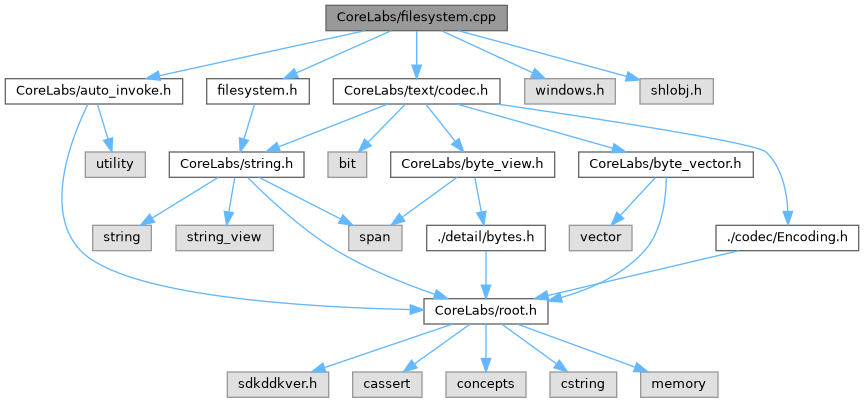 CoreLabs/filesystem.cpp
CoreLabs/auto_invoke.h
filesystem.h
CoreLabs/text/codec.h
windows.h
shlobj.h
utility
CoreLabs/string.h
bit
CoreLabs/byte_view.h
CoreLabs/byte_vector.h
string
string_view
span
./detail/bytes.h
vector
./codec/Encoding.h
CoreLabs/root.h
sdkddkver.h
cassert
concepts
cstring
memory